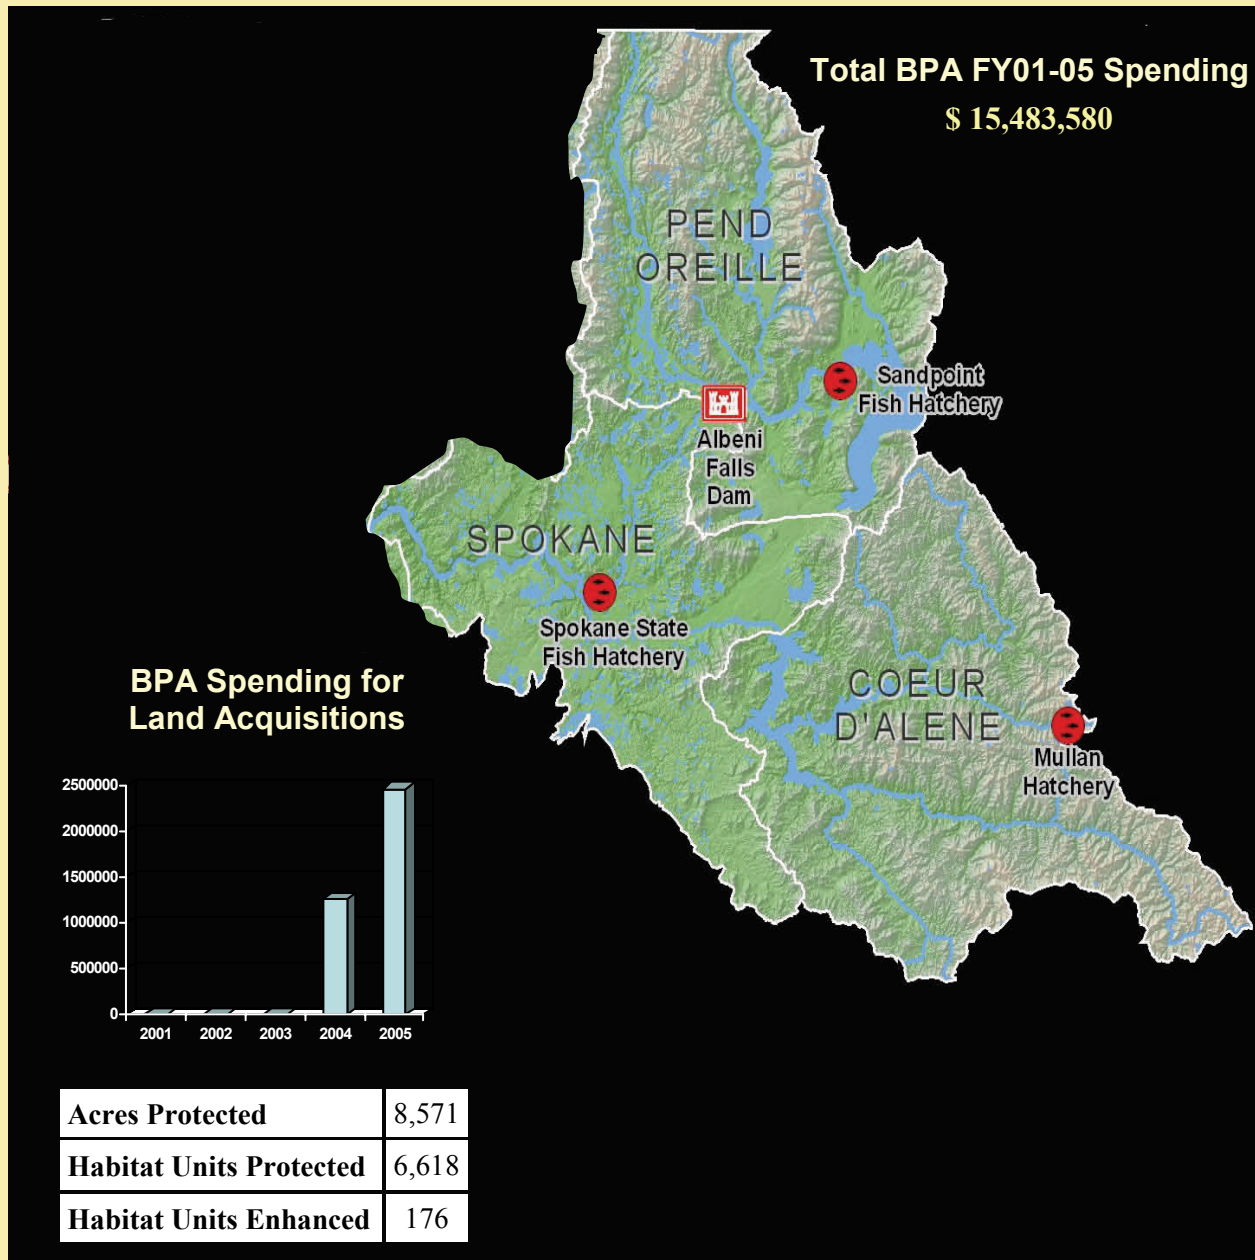 Total BPA FY01-05 Spending
$ 15,483,580
PEND
OREILLE
Sandpoint
Fish Hatchery
Albeni
Falls
Dam
SPOKANE
Spokane State
Fish Hatchery
COEUR
D'ALENE
Mullan
Hatchery
BPA Spending for
Land Acquisitions
2500000
2000000
1500000
1000000
500000
0
2001 2002 2003 2004 2005
Acres Protected 8,571
Habitat Units Protected 6,618
Habitat Units Enhanced 176